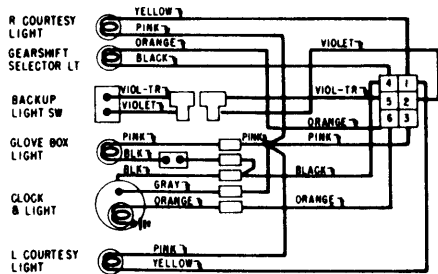 R COURTESY LIGHT
YELLOW
PINK
GEARSHIFT SELECTOR LT
ORANGE
BLACK
VIOLET
BACKUP LIGHT SW
VIOL-TR
VIOLET
VIOL-TR
4 1
5 2
6 3
ORANGE
GLOVE BOX LIGHT
PINK
PINK
PINK
BLK
BLK
BLACK
CLOCK & LIGHT
GRAY
ORANGE
ORANGE
L COURTESY LIGHT
PINK
YELLOW